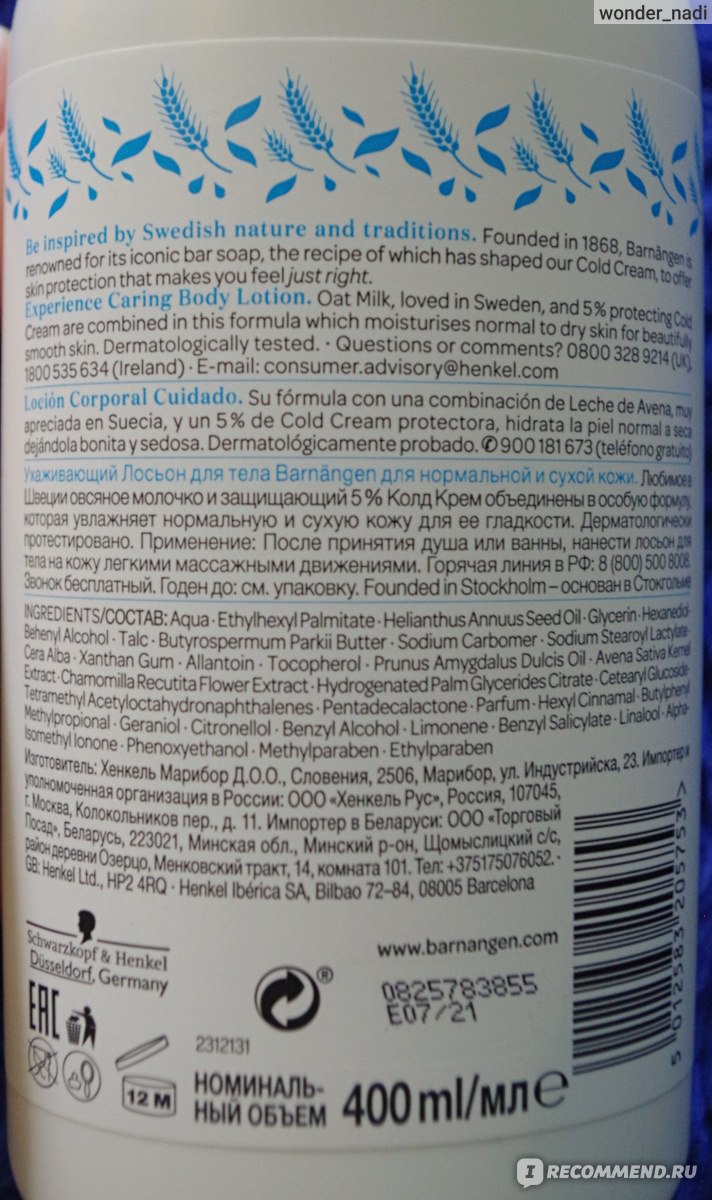 wonder_nadi
Be inspired by Swedish nature and traditions. Founded in 1868, Barnängen is
renowned for its iconic bar soap, the recipe of which has shaped our Cold Cream, to offer
skin protection that makes you feel just right.
Experience Caring Body Lotion. Oat Milk, loved in Sweden, and 5% protecting Cold
Cream are combined in this formula which moisturises normal to dry skin for beautifully
smooth skin. Dermatologically tested. · Questions or comments? 0800 328 9214 (UK),
1800 535 634 (Ireland) · E-mail: consumer.advisory@henkel.com
Loción Corporal Cuidado. Su fórmula con una combinación de Leche de Avena, muy
apreciada en Suecia, y un 5% de Cold Cream protectora, hidrata la piel normal a seca
dejándola bonita y sedosa. Dermatológicamente probado. ✆ 900 181 673 (teléfono gratuito)
Ухаживающий Лосьон для тела Barnängen для нормальной и сухой кожи. Любимое в
Швеции овсяное молочко и защищающий 5% Колд Крем объединены в особую формулу,
которая увлажняет нормальную и сухую кожу для ее гладкости. Дерматологически
протестировано. Применение: После принятия душа или ванны, нанести лосьон для
тела на кожу легкими массажными движениями. Горячая линия в РФ: 8 (800) 500 8008.
Звонок бесплатный. Годен до: см. упаковку. Founded in Stockholm – основан в Стокгольме
INGREDIENTS/СОСТАВ: Aqua · Ethylhexyl Palmitate · Helianthus Annuus Seed Oil · Glycerin · Hexanediol ·
Behenyl Alcohol · Talc · Butyrospermum Parkii Butter · Sodium Carbomer · Sodium Stearoyl Lactylate ·
Cera Alba · Xanthan Gum · Allantoin · Tocopherol · Prunus Amygdalus Dulcis Oil · Avena Sativa Kernel
Extract · Chamomilla Recutita Flower Extract · Hydrogenated Palm Glycerides Citrate · Cetearyl Glucoside ·
Tetramethyl Acetyloctahydronaphthalenes · Pentadecalactone · Parfum · Hexyl Cinnamal · Butylphenyl
Methylpropional · Geraniol · Citronellol · Benzyl Alcohol · Limonene · Benzyl Salicylate · Linalool · Alpha-
Isomethyl Ionone · Phenoxyethanol · Methylparaben · Ethylparaben
Изготовитель: Хенкель Марибор Д.О.О., Словения, 2506, Марибор, ул. Индустрийска, 23. Импортер и
уполномоченная организация в России: ООО «Хенкель Рус», Россия, 107045,
г. Москва, Колокольников пер., д. 11. Импортер в Беларуси: ООО «Торговый
Посад», Беларусь, 223021, Минская обл., Минский р-он, Щомыслицкий с/с,
район деревни Озерцо, Менковский тракт, 14, комната 101. Тел: +375175076052. ·
GB: Henkel Ltd., HP2 4RQ · Henkel Ibérica SA, Bilbao 72–84, 08005 Barcelona
Schwarzkopf & Henkel
Düsseldorf, Germany
www.barnangen.com
0825783855
E07/21
5 012583 205753 >
EAC
®
2312131
12 M
НОМИНАЛЬ-
НЫЙ ОБЪЕМ 400 ml/мл ℮
IRECOMMEND.RU